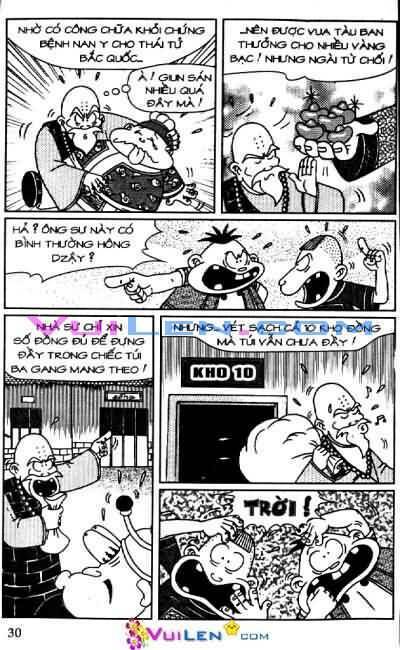 NHỜ CÓ CÔNG CHỮA KHỎI CHỨNG
BỆNH NAN Y CHO THÁI TỬ
BẮC QUỐC...
À! GIUN SÁN
NHIỀU QUÁ
ĐÂY MÀ!
...NÊN ĐƯỢC VUA TÀU BAN
THƯỞNG CHO NHIỀU VÀNG
BẠC! NHƯNG NGÀI TỪ CHỐI!
HẢ? ÔNG SƯ NÀY CÓ
BÌNH THƯỜNG HÔNG
DZẬY?
VUILEN.COM
NHÀ SƯ CHỈ XIN
SỐ ĐỒNG ĐỦ ĐỂ ĐỰNG
ĐẦY TRONG CHIẾC TÚI
BA GANG MANG THEO!
NHƯNG... VÉT SẠCH CẢ 10 KHO ĐỒNG
MÀ TÚI VẪN CHƯA ĐẦY!
KHO 10
TRỜI!
30
VUILEN.COM